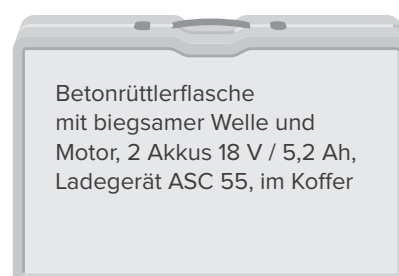 Betonrüttlerflasche
mit biegsamer Welle und
Motor, 2 Akkus 18 V / 5,2 Ah,
Ladegerät ASC 55, im Koffer